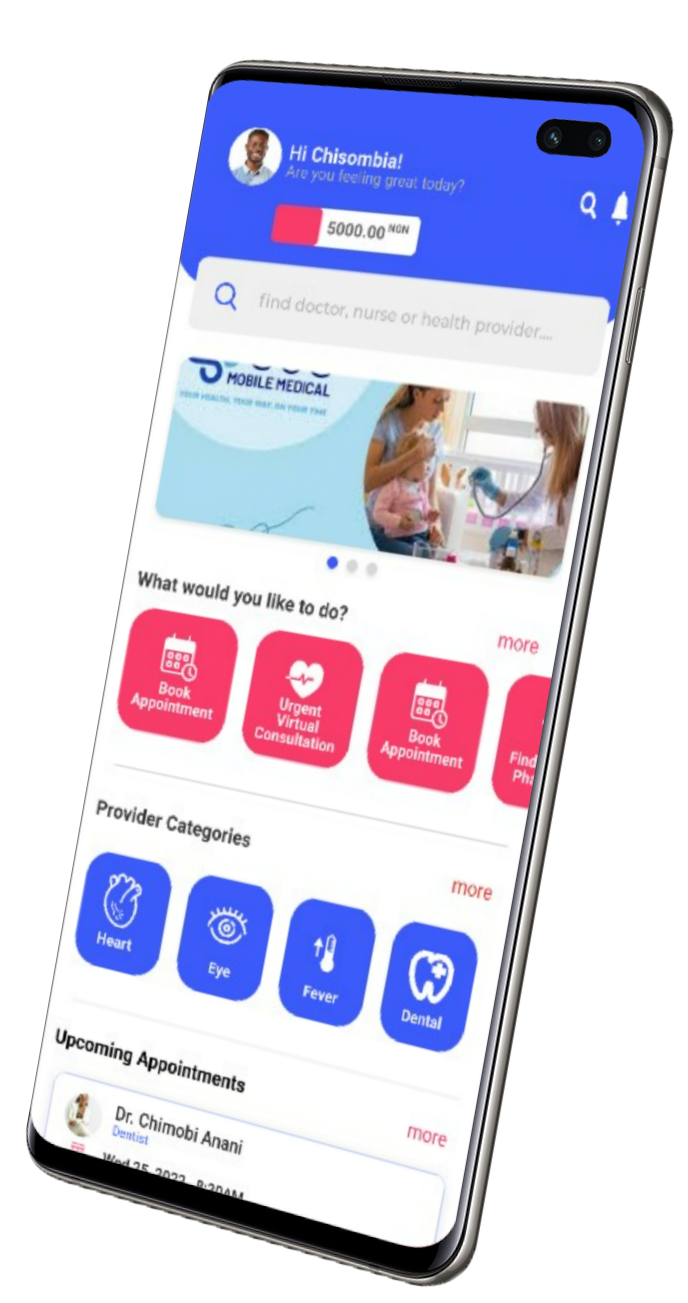 Hi Chisombia!
Are you feeling great today?
5000.00 NGN
find doctor, nurse or health provider....
MOBILE MEDICAL
YOUR HEALTH, YOUR WAY, ON YOUR TIME
What would you like to do?
more
Book
Appointment
Urgent
Virtual
Consultation
Book
Appointment
Find
Pha
Provider Categories
more
Heart
Eye
Fever
Dental
Upcoming Appointments
more
Dr. Chimobi Anani
Dentist
Wed 25, 2022 8:30AM